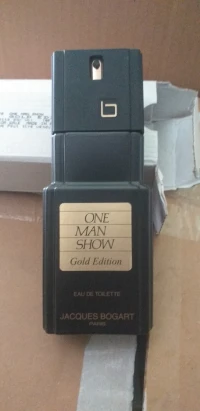 b
ONE
MAN
SHOW
Gold Edition
EAU DE TOILETTE
JACQUES BOGART
PARIS